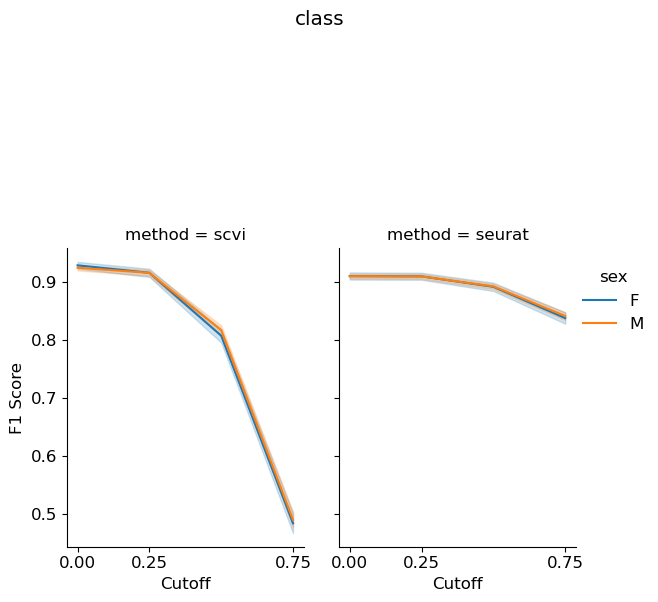 class
method = scvi
method = seurat
sex
F
M
F1 Score
0.9
0.8
0.7
0.6
0.5
0.00 0.25 0.75
0.00 0.25 0.75
Cutoff
Cutoff